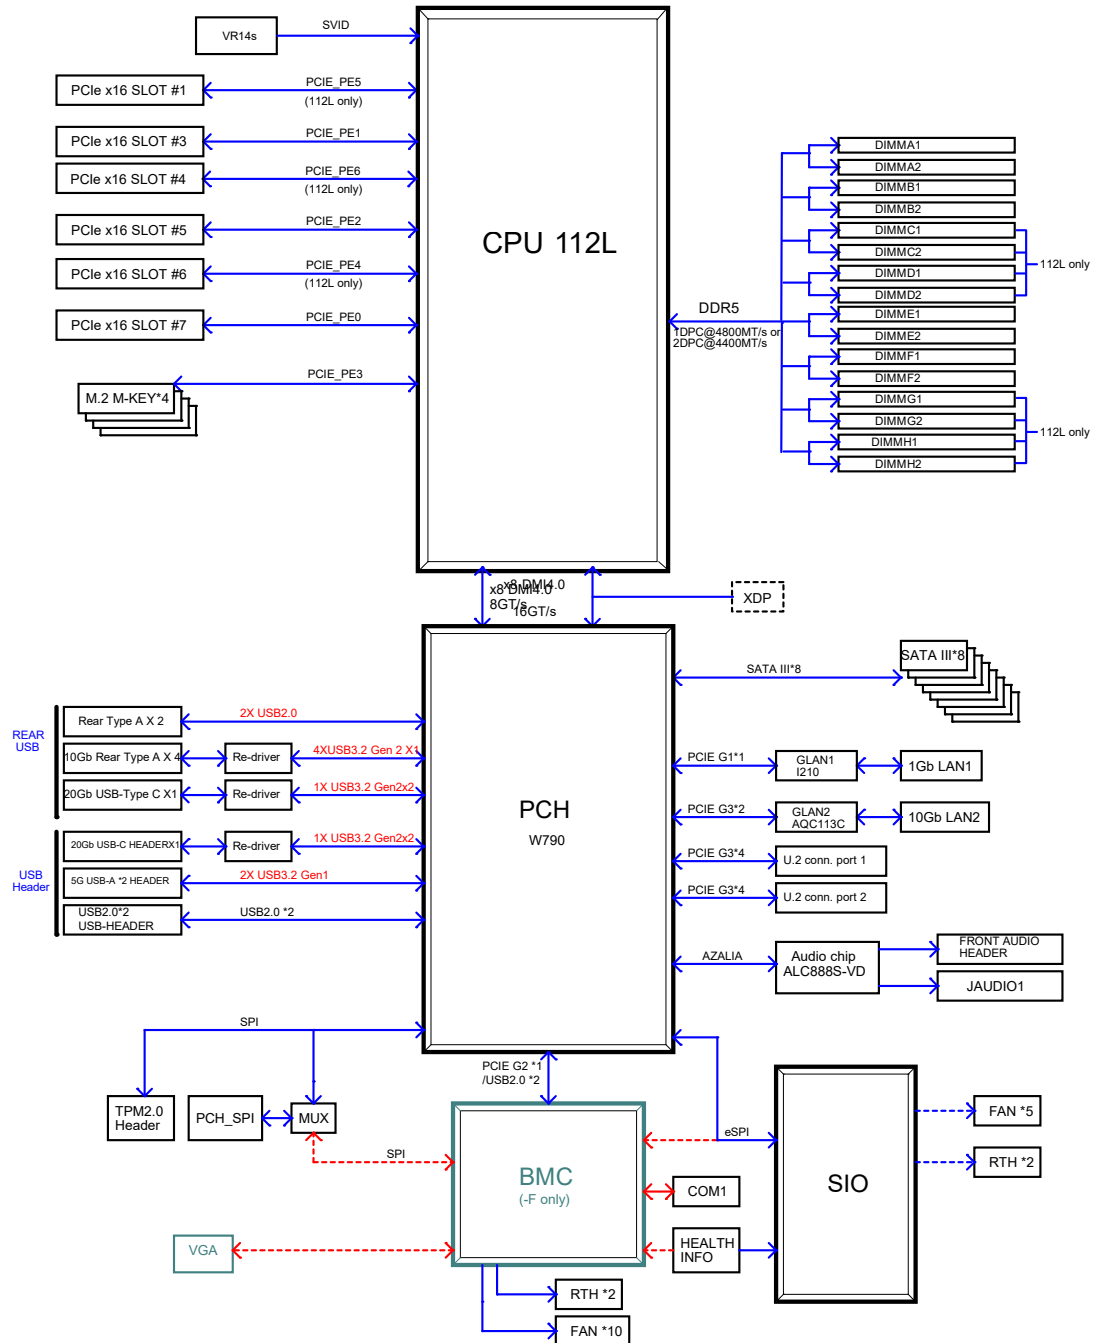 VR14s
SVID
PCIe x16 SLOT #1
PCIE_PE5
(112L only)
PCIe x16 SLOT #3
PCIE_PE1
PCIe x16 SLOT #4
PCIE_PE6
(112L only)
PCIe x16 SLOT #5
PCIE_PE2
PCIe x16 SLOT #6
PCIE_PE4
(112L only)
PCIe x16 SLOT #7
PCIE_PE0
M.2 M-KEY*4
PCIE_PE3
CPU 112L
DDR5
1DPC@4800MT/s or
2DPC@4400MT/s
DIMMA1
DIMMA2
DIMMB1
DIMMB2
DIMMC1
DIMMC2
DIMMD1
DIMMD2
112L only
DIMME1
DIMME2
DIMMF1
DIMMF2
DIMMG1
DIMMG2
DIMMH1
DIMMH2
112L only
x8 DMI4.0
8GT/s
x8 DMI4.0
16GT/s
XDP
PCH
W790
SATA III*8
SATA III*8
REAR
USB
Rear Type A X 2
2X USB2.0
10Gb Rear Type A X 4
Re-driver
4XUSB3.2 Gen 2 X1
20Gb USB-Type C X1
Re-driver
1X USB3.2 Gen2x2
USB
Header
20Gb USB-C HEADERX1
Re-driver
1X USB3.2 Gen2x2
5G USB-A *2 HEADER
2X USB3.2 Gen1
USB2.0*2
USB-HEADER
USB2.0 *2
PCIE G1*1
GLAN1
I210
1Gb LAN1
PCIE G3*2
GLAN2
AQC113C
10Gb LAN2
PCIE G3*4
U.2 conn. port 1
PCIE G3*4
U.2 conn. port 2
AZALIA
Audio chip
ALC888S-VD
FRONT AUDIO
HEADER
JAUDIO1
SPI
TPM2.0
Header
PCH_SPI
MUX
SPI
PCIE G2 *1
/USB2.0 *2
BMC
(-F only)
eSPI
COM1
HEALTH
INFO
VGA
RTH *2
FAN *10
SIO
FAN *5
RTH *2